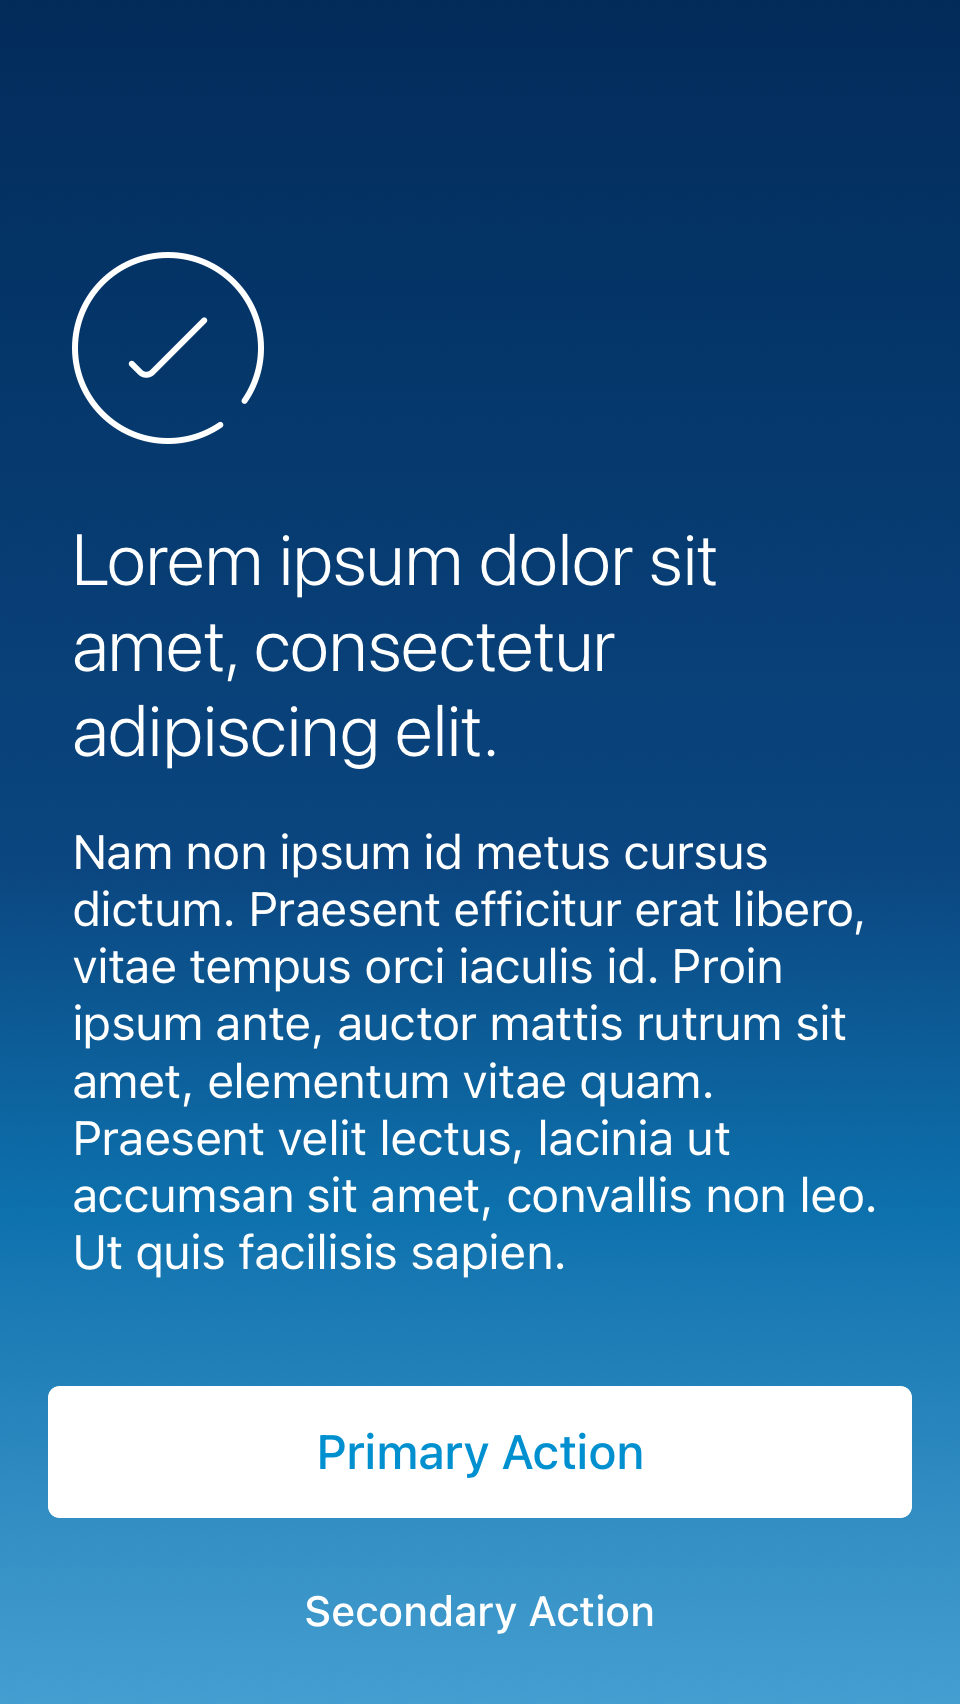 Lorem ipsum dolor sit
amet, consectetur
adipiscing elit.
Nam non ipsum id metus cursus
dictum. Praesent efficitur erat libero,
vitae tempus orci iaculis id. Proin
ipsum ante, auctor mattis rutrum sit
amet, elementum vitae quam.
Praesent velit lectus, lacinia ut
accumsan sit amet, convallis non leo.
Ut quis facilisis sapien.
Primary Action
Secondary Action